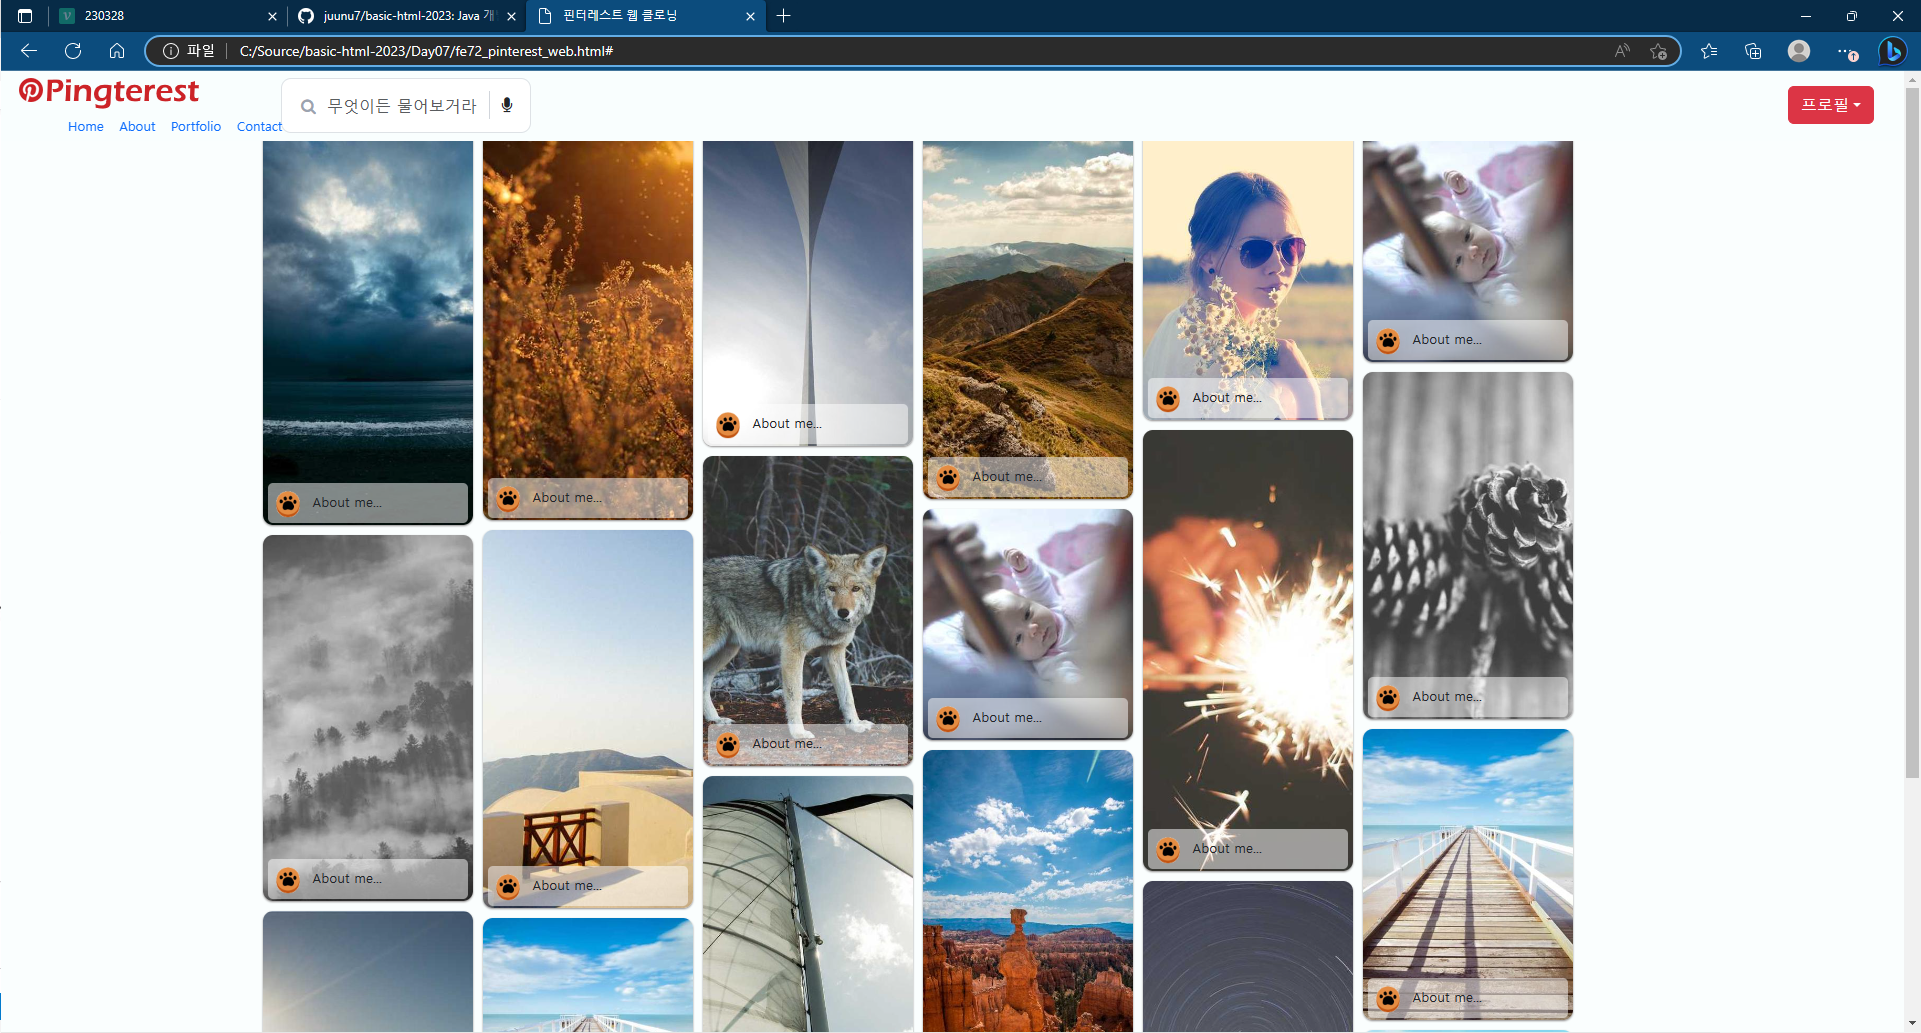 230328
juunu7/basic-html-2023: Java 개
핀터레스트 웹 클로닝
파일
C:/Source/basic-html-2023/Day07/fe72_pinterest_web.html#
Pingterest
무엇이든 물어보거라
프로필
Home About Portfolio Contact
About me...
About me...
About me...
About me...
About me...
About me...
About me...
About me...
About me...
About me...
About me...
About me...
About me...